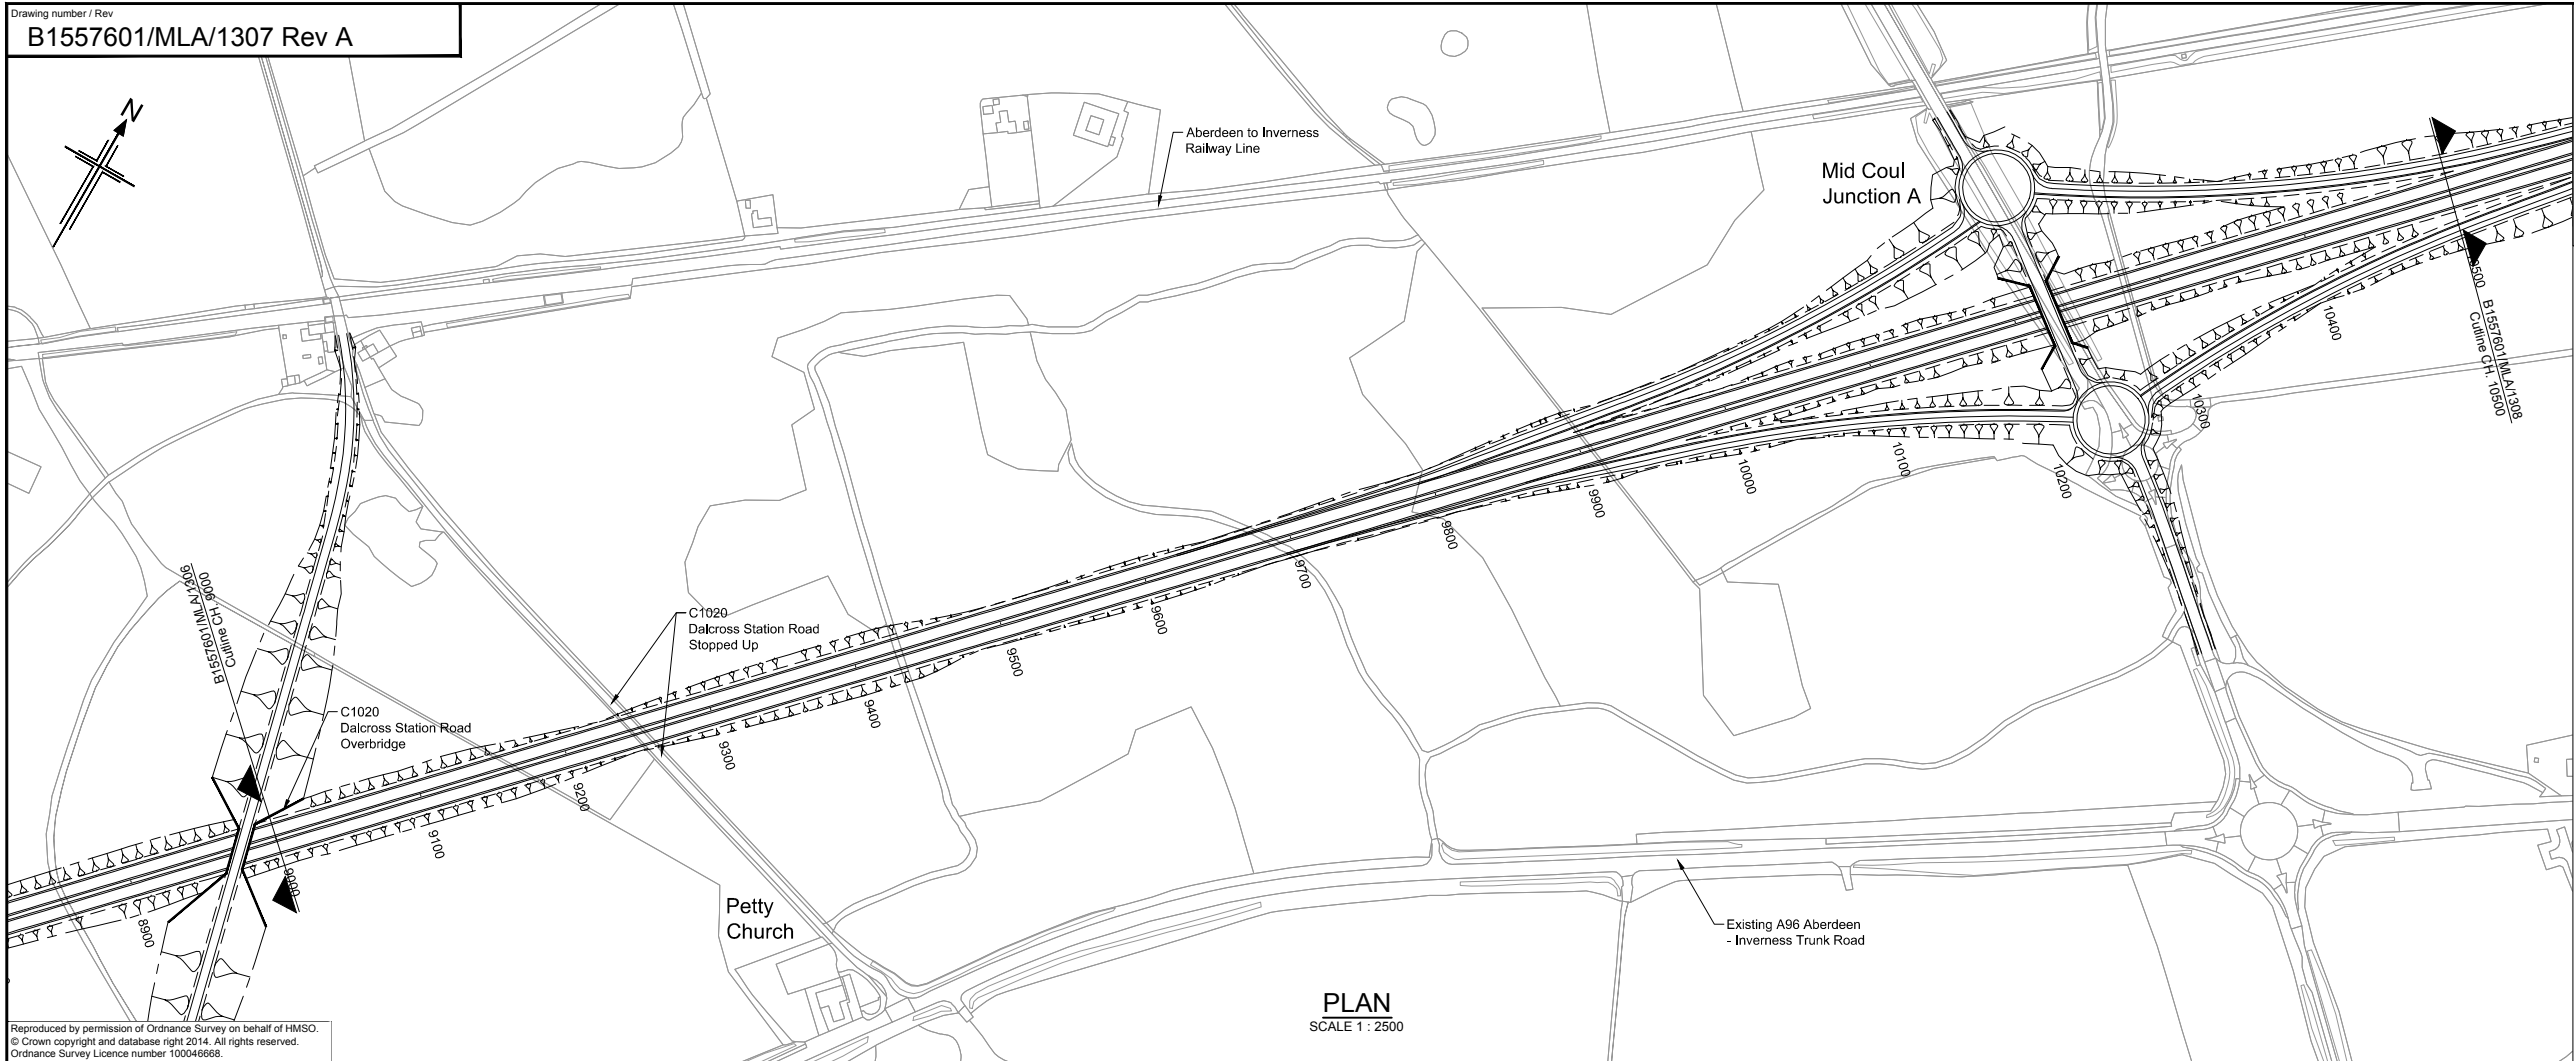 Drawing number / Rev
B1557601/MLA/1307 Rev A
N
Aberdeen to Inverness
Railway Line
Mid Coul
Junction A
B1557601/MLA/1308
Cutline CH. 10500
10500
10400
10300
10200
10100
10000
9900
9800
9700
9600
9500
9400
9300
9200
9100
9000
8900
B1557601/MLA/1306
Cutline CH. 9000
C1020
Dalcross Station Road
Stopped Up
C1020
Dalcross Station Road
Overbridge
Petty
Church
Existing A96 Aberdeen
- Inverness Trunk Road
PLAN
SCALE 1 : 2500
Reproduced by permission of Ordnance Survey on behalf of HMSO.
© Crown copyright and database right 2014. All rights reserved.
Ordnance Survey Licence number 100046668.